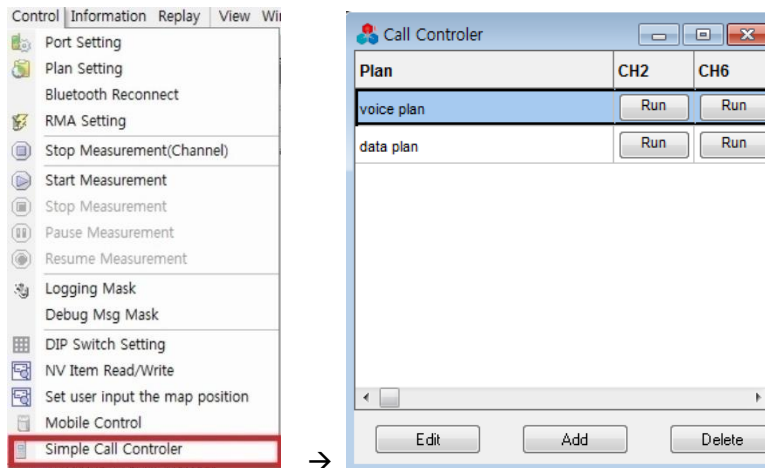 Control Information Replay View Wi
Port Setting
Plan Setting
Bluetooth Reconnect
RMA Setting
Stop Measurement(Channel)
Start Measurement
Stop Measurement
Pause Measurement
Resume Measurement
Logging Mask
Debug Msg Mask
DIP Switch Setting
NV Item Read/Write
Set user input the map position
Mobile Control
Simple Call Controler
→
Call Controler
Plan CH2 CH6
voice plan Run Run
data plan Run Run
Edit Add Delete